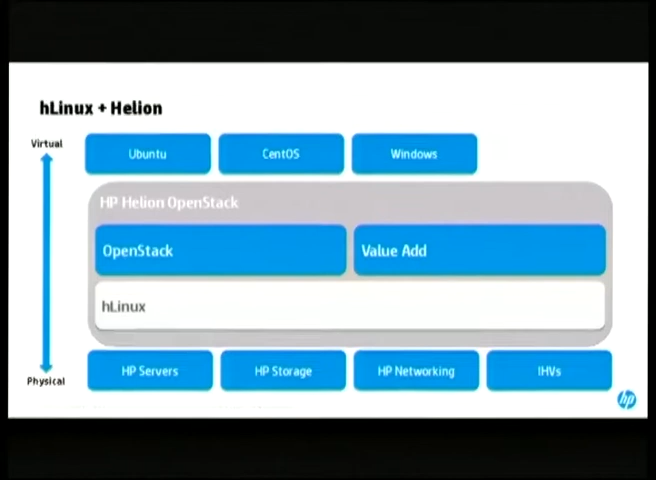 hLinux + Helion
Virtual
Ubuntu
CentOS
Windows
HP Helion OpenStack
OpenStack
Value Add
hLinux
HP Servers
HP Storage
HP Networking
IHVs
Physical
hp